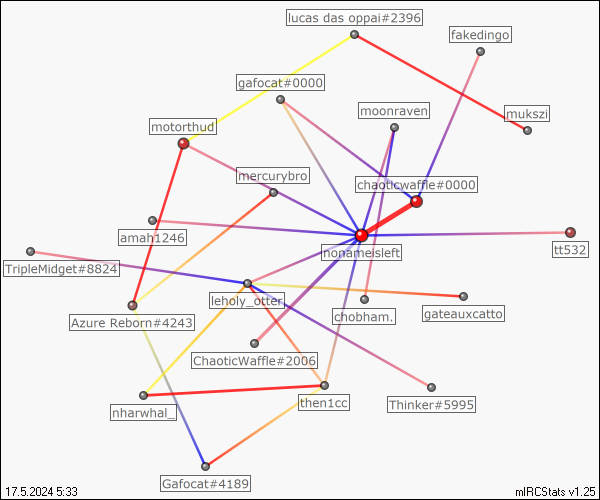 lucas das oppai#2396
fakedingo
gafocat#0000
moonraven
mukszi
motorthud
mercurybro
chaoticwaffle#0000
amah1246
nonameisleft
tt532
TripleMidget#8824
leholy_otter
Azure Reborn#4243
chobham.
gateauxcatto
ChaoticWaffle#2006
nharwhal_
then1cc
Thinker#5995
Gafocat#4189
17.5.2024 5:33
mIRCStats v1.25